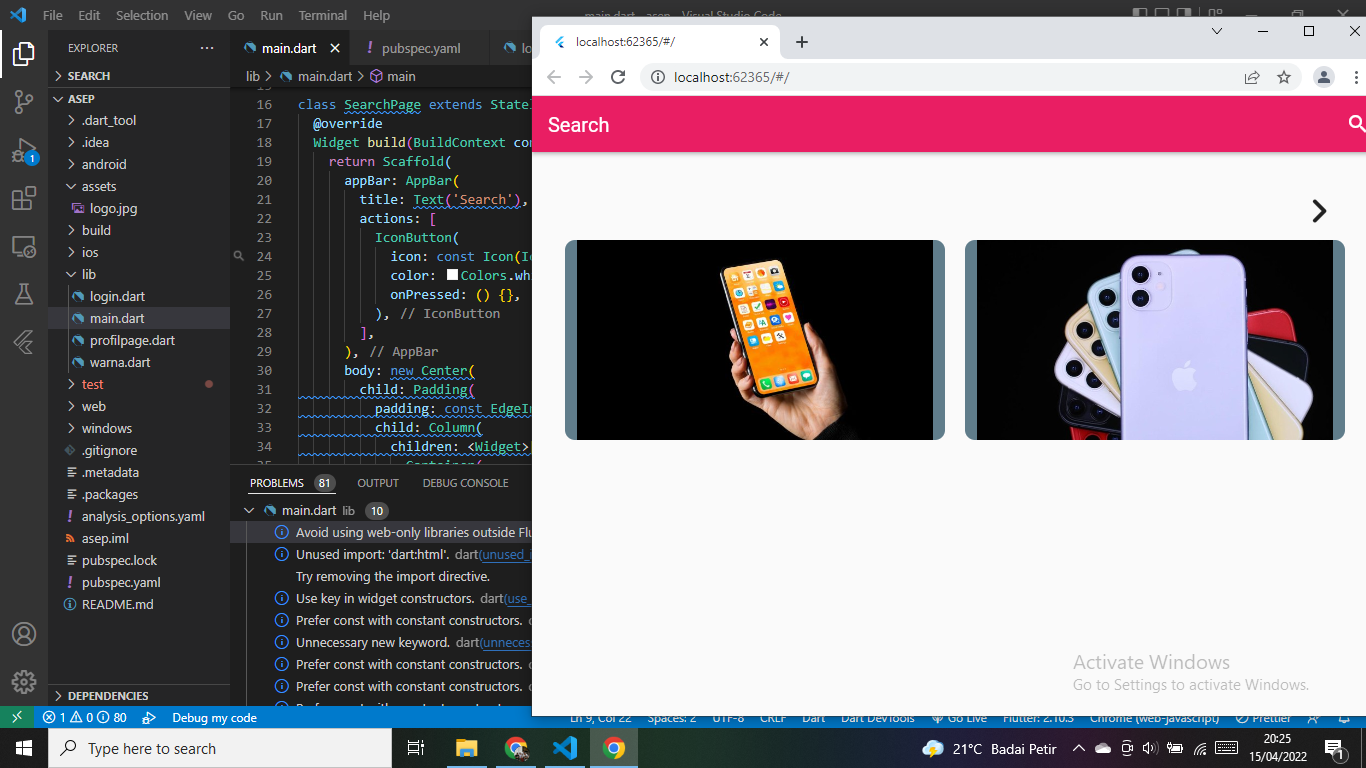 File Edit Selection View Go Run Terminal Help
main.dart - asep - Visual Studio Code
EXPLORER
SEARCH
ASEP
.dart_tool
.idea
android
assets
logo.jpg
build
ios
lib
login.dart
main.dart
profilpage.dart
warna.dart
test
web
windows
.gitignore
.metadata
.packages
analysis_options.yaml
asep.iml
pubspec.lock
pubspec.yaml
README.md
DEPENDENCIES
1
main.dart pubspec.yaml lo
lib > main.dart > main
16 class SearchPage extends State
17 @override
18 Widget build(BuildContext con
19 return Scaffold(
20 appBar: AppBar(
21 title: Text('Search'),
22 actions: [
23 IconButton(
24 icon: const Icon(Ic
25 color: Colors.whi
26 onPressed: () {},
27 ), // IconButton
28 ],
29 ), // AppBar
30 body: new Center(
31 child: Padding(
32 padding: const EdgeIn
33 child: Column(
34 children: <Widget>[
35 Container(
PROBLEMS 81 OUTPUT DEBUG CONSOLE
main.dart lib 10
Avoid using web-only libraries outside Flu
Unused import: 'dart:html'. dart(unused_i
Try removing the import directive.
Use key in widget constructors. dart(use_
Prefer const with constant constructors.
Unnecessary new keyword. dart(unneces
Prefer const with constant constructors.
Prefer const with constant constructors.
Prefer const with constant constructors.
localhost:62365/#/
localhost:62365/#/
Search
Activate Windows
Go to Settings to activate Windows.
1 0 80 Debug my code
Ln 9, Col 22 Spaces: 2 UTF-8 CRLF Dart Dart DevTools Go Live Flutter: 2.10.3 Chrome (web-javascript) Prettier
Type here to search
21°C Badai Petir
20:25
15/04/2022
1